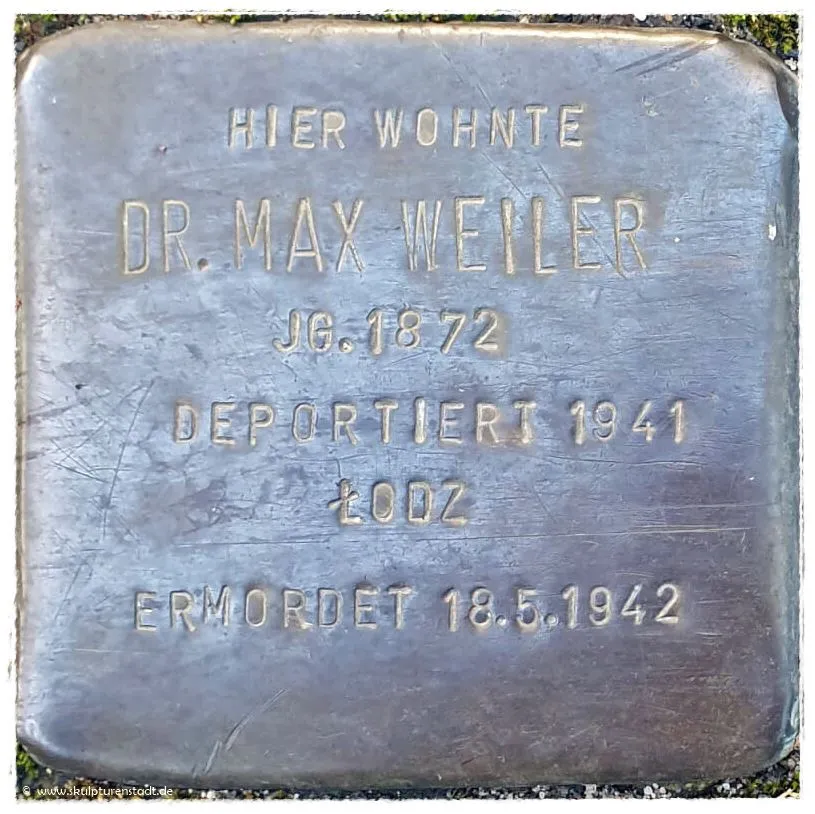 HIER WOHNTE
DR. MAX WEILER
JG. 1872
DEPORTIERT 1941
ŁODZ
ERMORDET 18.5.1942
© www.skulpturenstadt.de